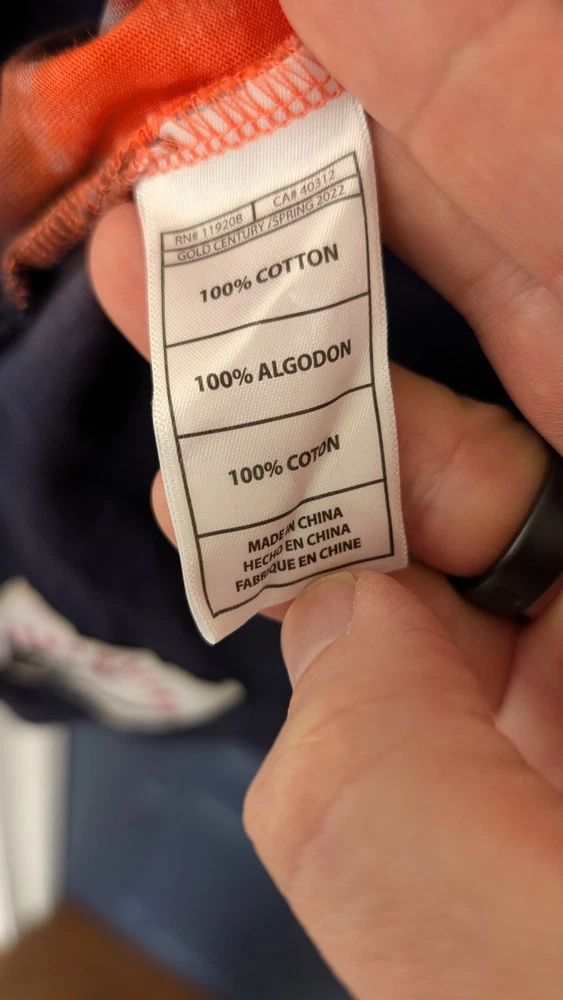 RN# 119208 CA# 40312
GOLD CENTURY /SPRING 2022
100% COTTON
100% ALGODON
100% COTON
MADE IN CHINA
HECHO EN CHINA
FABRIQUE EN CHINE